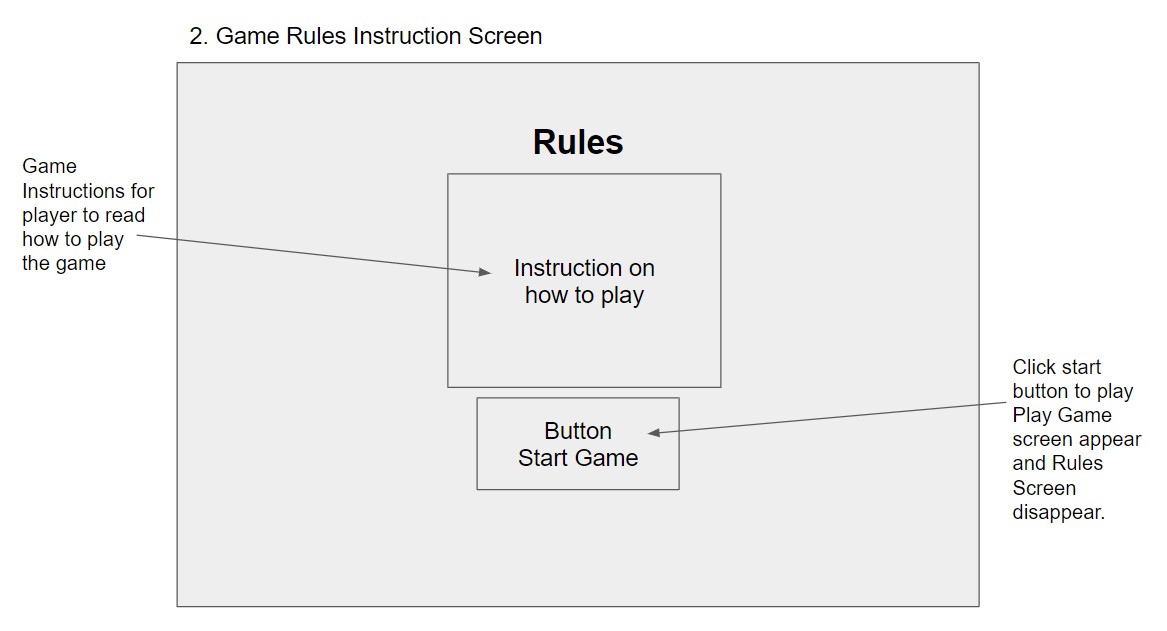 2. Game Rules Instruction Screen
Rules
Game
Instructions for
player to read
how to play
the game
Instruction on
how to play
Button
Start Game
Click start
button to play
Play Game
screen appear
and Rules
Screen
disappear.